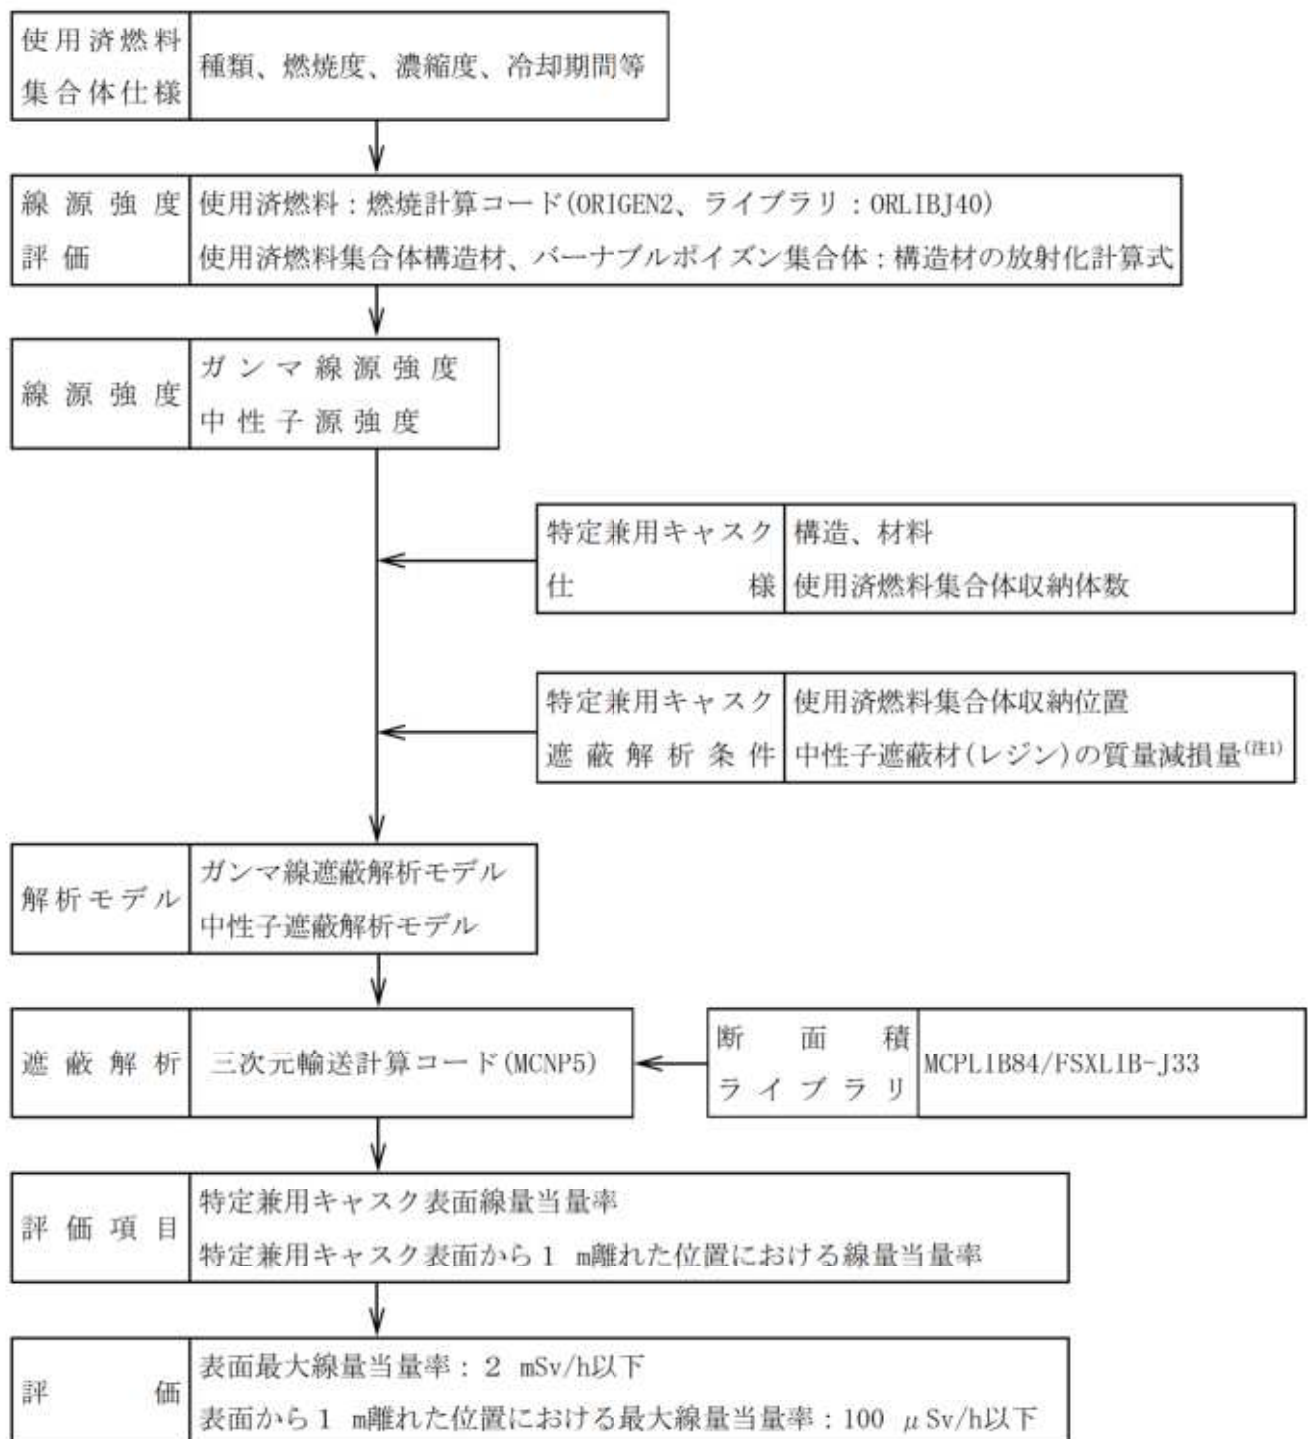 使用済燃料
集合体仕様
種類、燃焼度、濃縮度、冷却期間等
線源強度
評価
使用済燃料：燃焼計算コード(ORIGEN2、ライブラリ：ORLIBJ40)
使用済燃料集合体構造材、バーナブルポイズン集合体：構造材の放射化計算式
線源強度
ガンマ線源強度
中性子源強度
特定兼用キャスク
仕様
構造、材料
使用済燃料集合体収納体数
特定兼用キャスク
遮蔽解析条件
使用済燃料集合体収納位置
中性子遮蔽材(レジン)の質量減損量(注1)
解析モデル
ガンマ線遮蔽解析モデル
中性子遮蔽解析モデル
遮蔽解析
三次元輸送計算コード(MCNP5)
断面積
ライブラリ
MCPLIB84/FSXLIB-J33
評価項目
特定兼用キャスク表面線量当量率
特定兼用キャスク表面から1 m離れた位置における線量当量率
評価
表面最大線量当量率：2 mSv/h以下
表面から1 m離れた位置における最大線量当量率：100 μSv/h以下